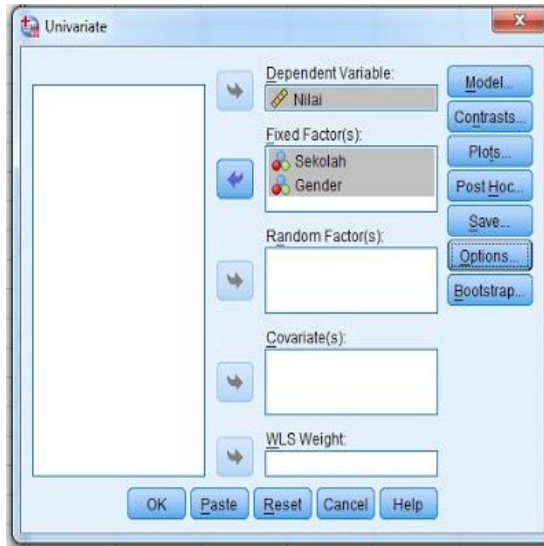 Univariate
Dependent Variable:
Nilai
Fixed Factor(s):
Sekolah
Gender
Random Factor(s):
Covariate(s):
WLS Weight:
Model...
Contrasts...
Plots...
Post Hoc...
Save...
Options...
Bootstrap...
OK Paste Reset Cancel Help